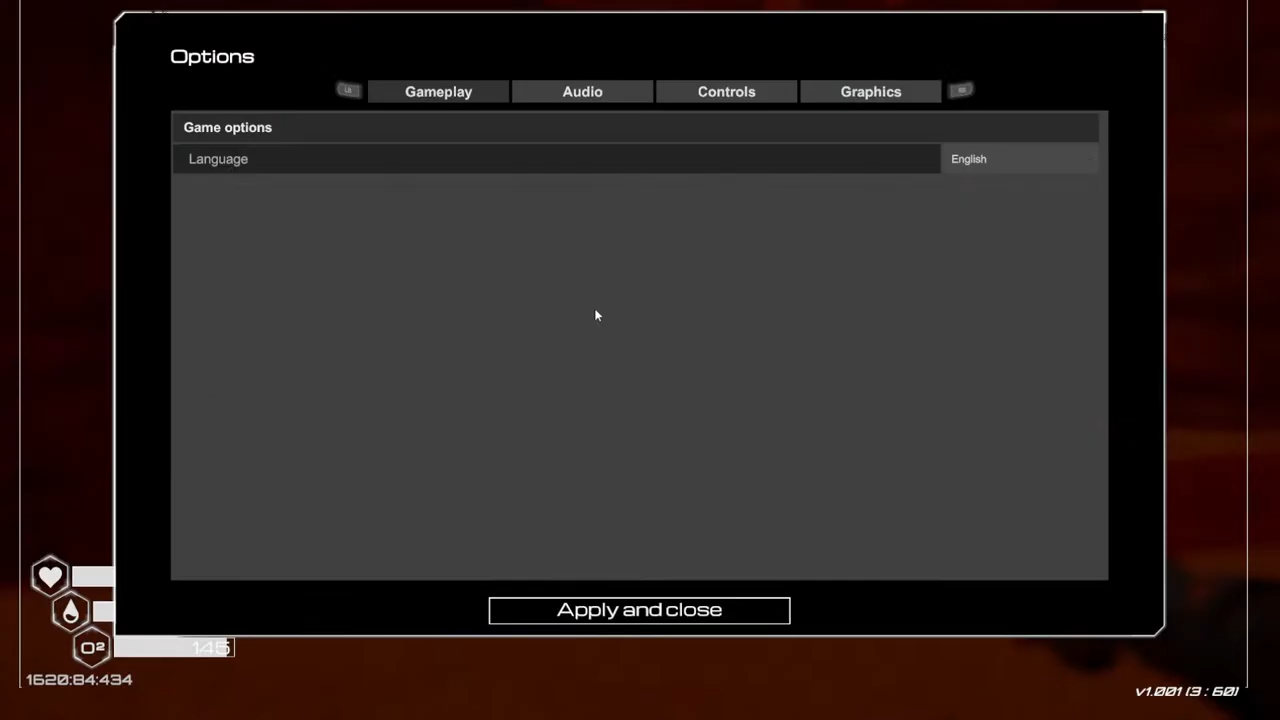 Options
Gameplay
Audio
Controls
Graphics
Game options
Language
English
Apply and close
O²
145
1620:84:434
v1.001 (3 : 60)